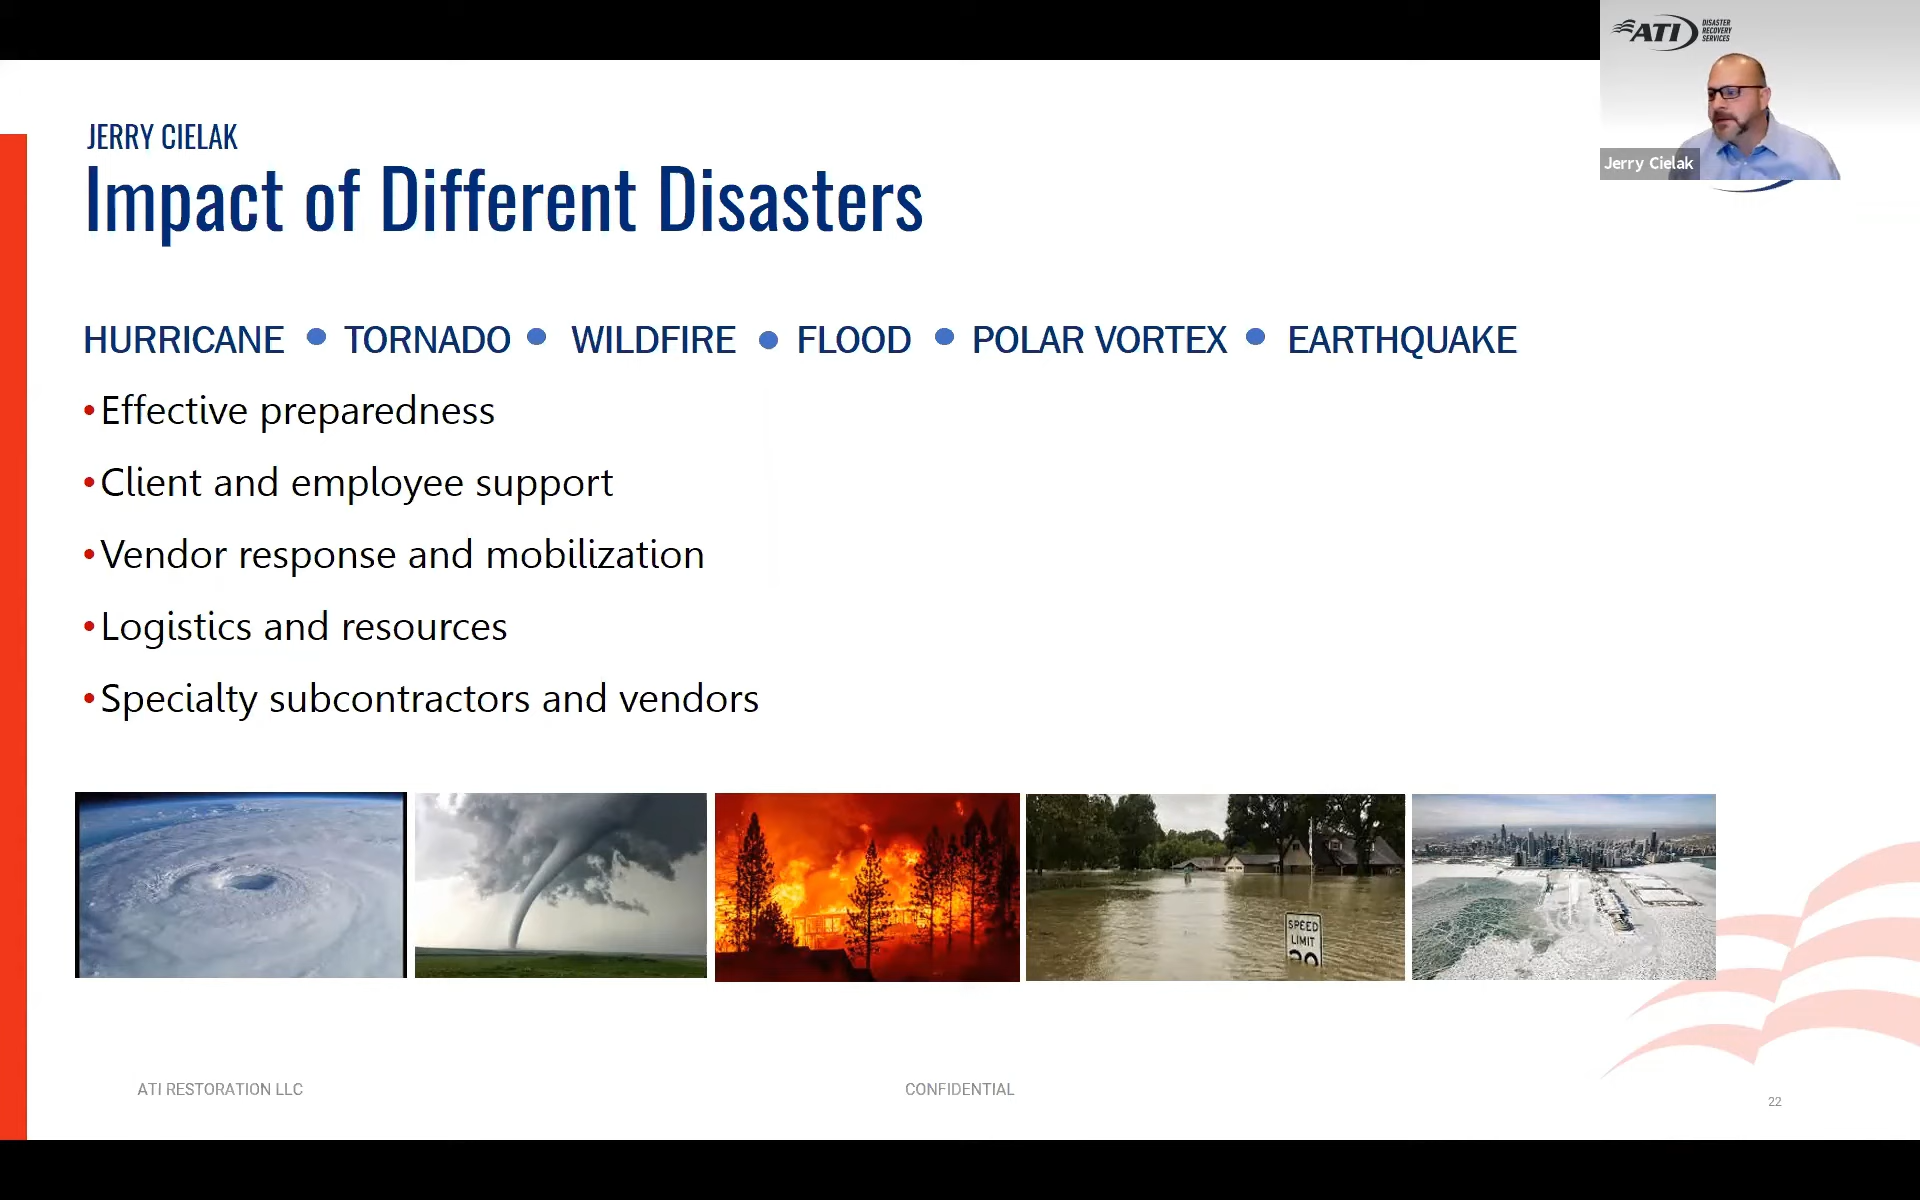 ATI DISASTER
RECOVERY
SERVICES
Jerry Cielak
JERRY CIELAK
Impact of Different Disasters
HURRICANE • TORNADO • WILDFIRE • FLOOD • POLAR VORTEX • EARTHQUAKE
•Effective preparedness
•Client and employee support
•Vendor response and mobilization
•Logistics and resources
•Specialty subcontractors and vendors
SPEED
LIMIT
30
ATI RESTORATION LLC
CONFIDENTIAL
22